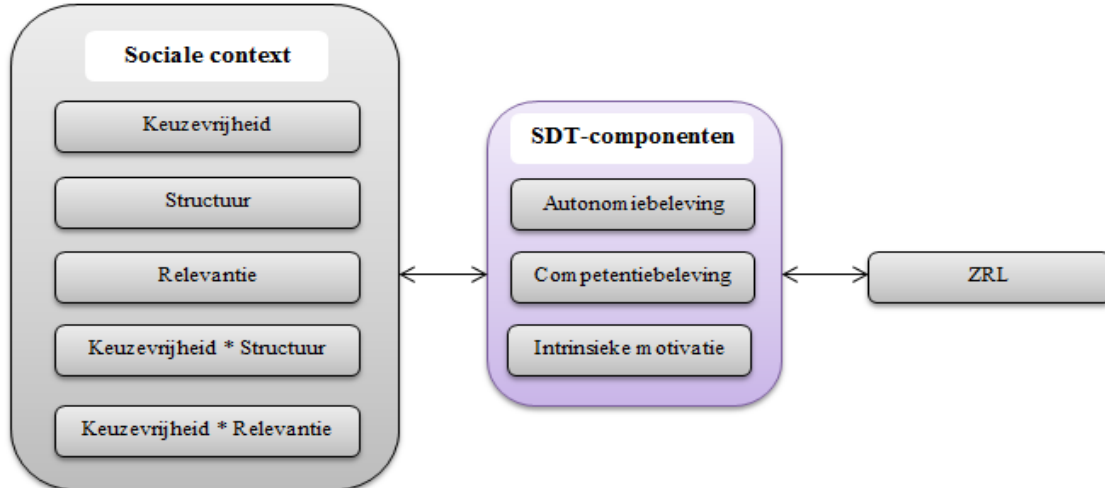 Sociale context
Keuzevrijheid
Structuur
Relevantie
Keuzevrijheid * Structuur
Keuzevrijheid * Relevantie
SDT-componenten
Autonomiebeleving
Competentiebeleving
Intrinsieke motivatie
ZRL